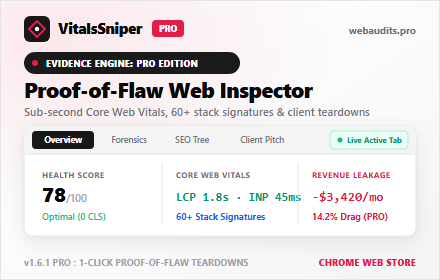 VitalsSniper PRO webaudits.pro
EVIDENCE ENGINE: PRO EDITION
Proof-of-Flaw Web Inspector
Sub-second Core Web Vitals, 60+ stack signatures & client teardowns
Overview Forensics SEO Tree Client Pitch Live Active Tab
HEALTH SCORE CORE WEB VITALS REVENUE LEAKAGE
78/100 LCP 1.8s · INP 45ms -$3,420/mo
Optimal (0 CLS) 60+ Stack Signatures 14.2% Drag (PRO)
v1.6.1 PRO : 1-CLICK PROOF-OF-FLAW TEARDOWNS CHROME WEB STORE